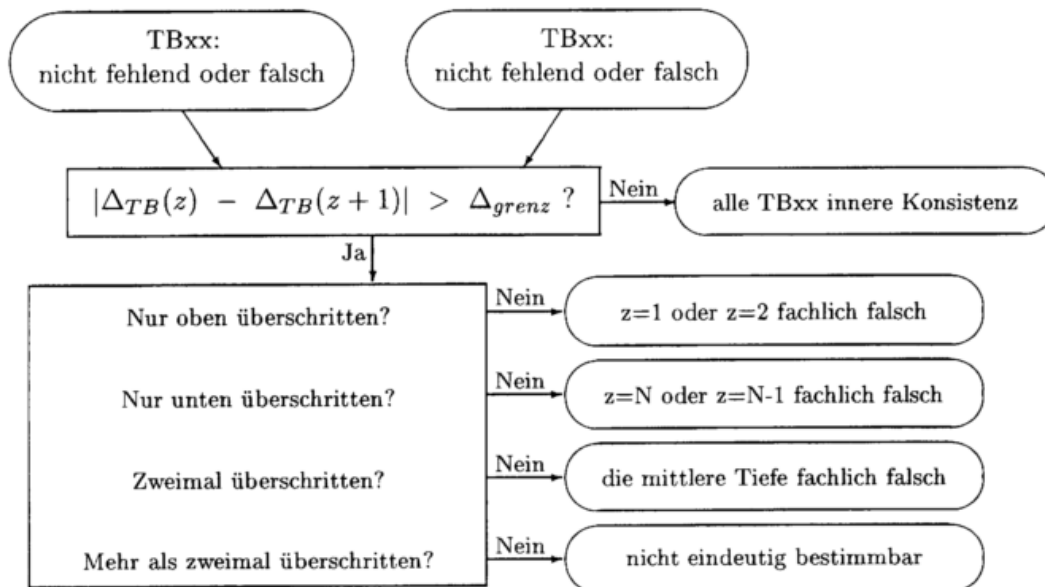 TBxx:
nicht fehlend oder falsch
TBxx:
nicht fehlend oder falsch
|Δ_TB(z) − Δ_TB(z+1)| > Δ_grenz ?
Nein
alle TBxx innere Konsistenz
Ja
Nur oben überschritten?
Nein
z=1 oder z=2 fachlich falsch
Nur unten überschritten?
Nein
z=N oder z=N-1 fachlich falsch
Zweimal überschritten?
Nein
die mittlere Tiefe fachlich falsch
Mehr als zweimal überschritten?
Nein
nicht eindeutig bestimmbar